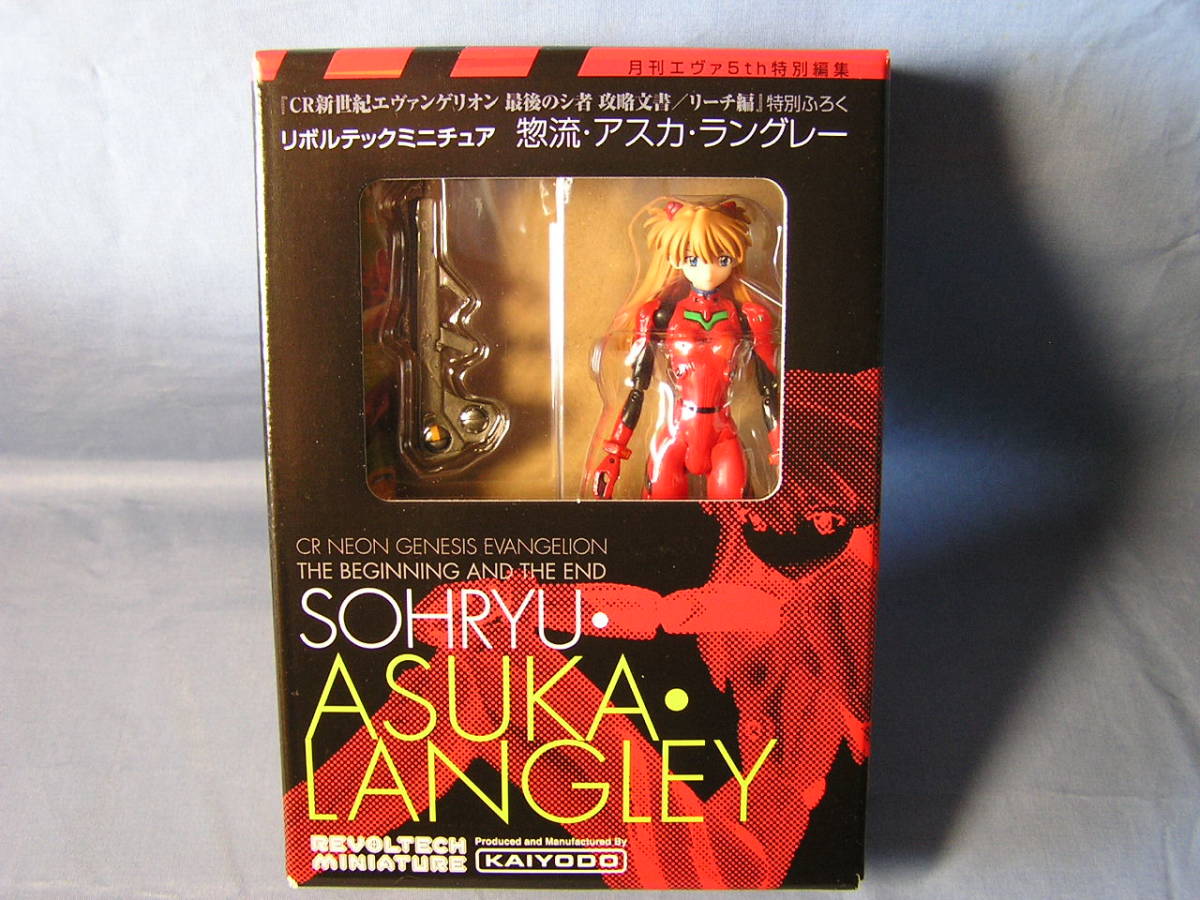 月刊エヴァ5th特別編集
『CR新世紀エヴァンゲリオン 最後のシ者 攻略文書／リーチ編』特別ふろく
リボルテックミニチュア 惣流・アスカ・ラングレー
CR NEON GENESIS EVANGELION
THE BEGINNING AND THE END
SOHRYU・
ASUKA・
LANGLEY
REVOLTECH
MINIATURE
Produced and Manufactured By
KAIYODO